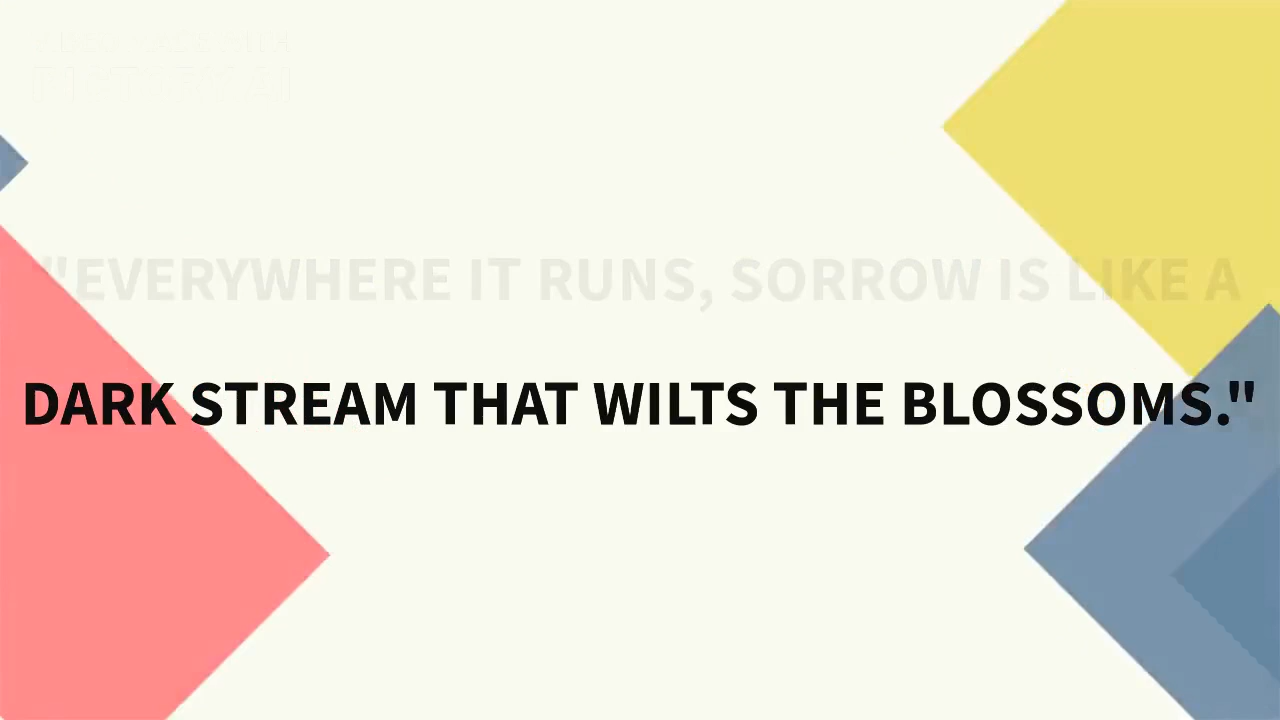 "EVERYWHERE IT RUNS, SORROW IS LIKE A
DARK STREAM THAT WILTS THE BLOSSOMS."